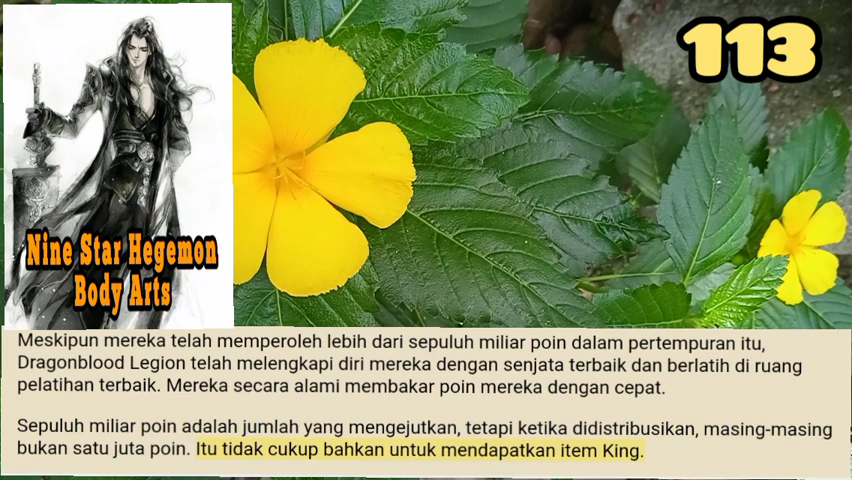 113
Nine Star Hegemon
Body Arts
Meskipun mereka telah memperoleh lebih dari sepuluh miliar poin dalam pertempuran itu,
Dragonblood Legion telah melengkapi diri mereka dengan senjata terbaik dan berlatih di ruang
pelatihan terbaik. Mereka secara alami membakar poin mereka dengan cepat.
Sepuluh miliar poin adalah jumlah yang mengejutkan, tetapi ketika didistribusikan, masing-masing
bukan satu juta poin. Itu tidak cukup bahkan untuk mendapatkan item King.